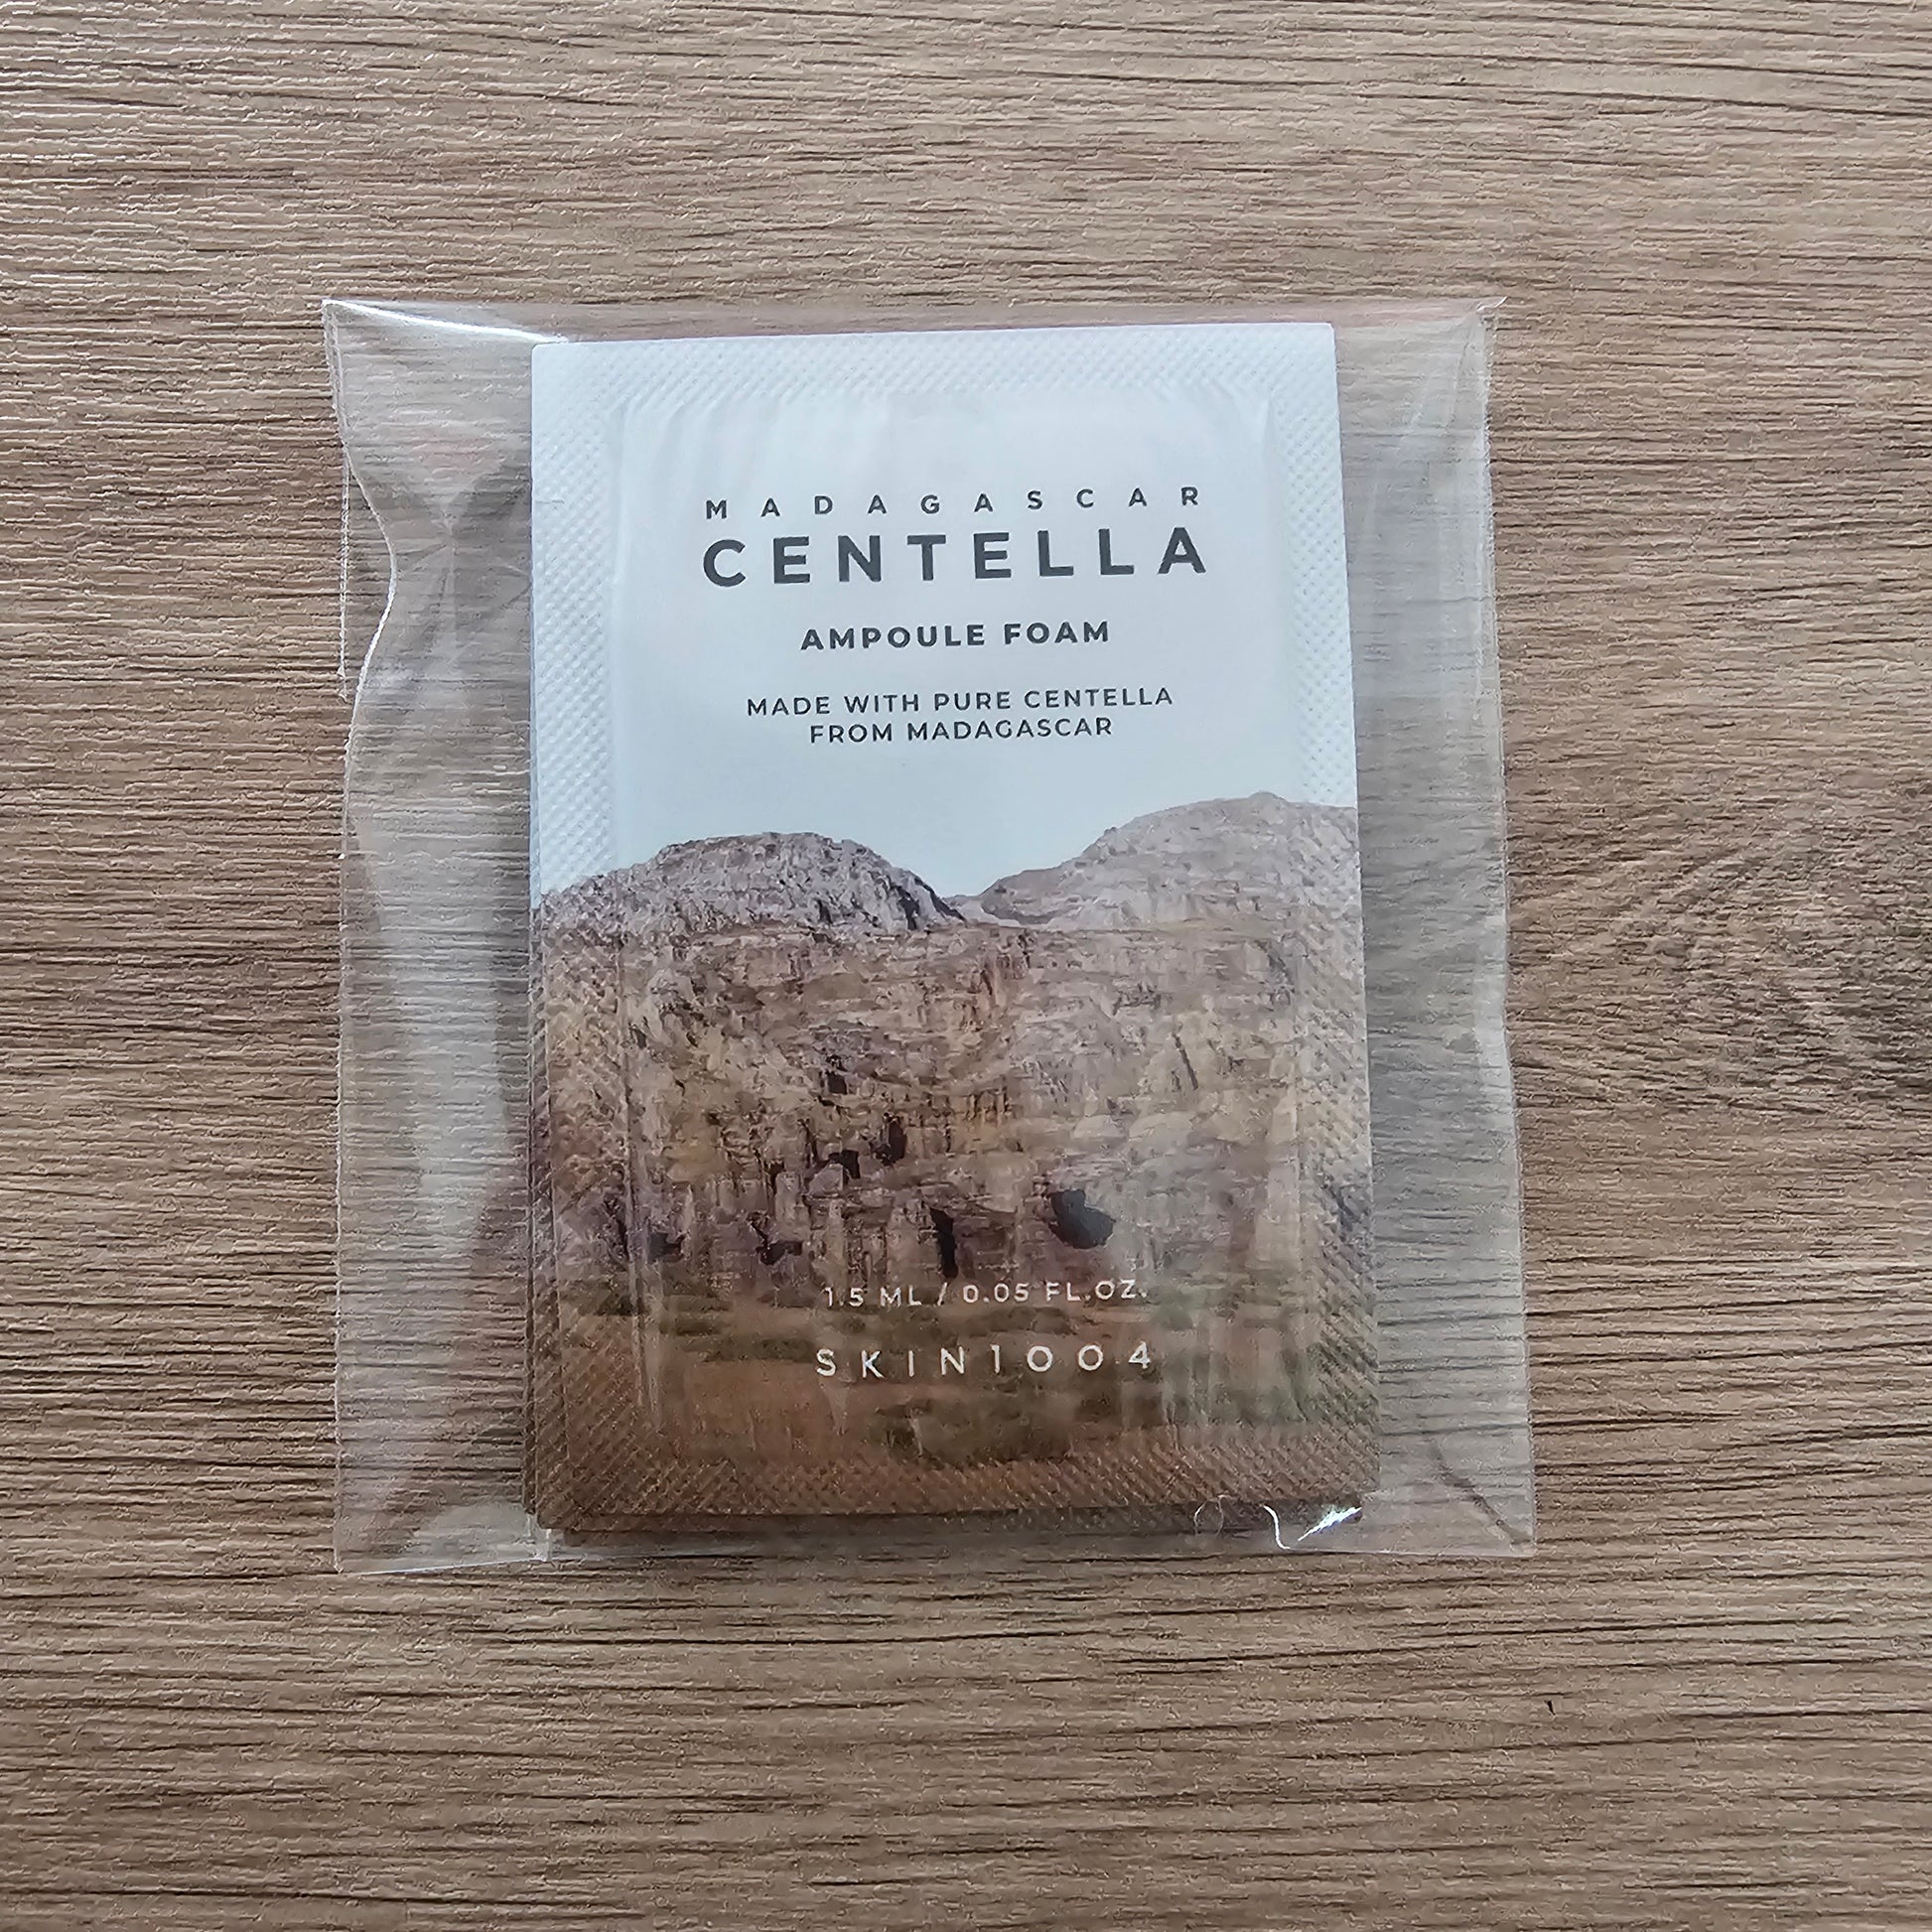 MADAGASCAR
CENTELLA
AMPOULE FOAM
MADE WITH PURE CENTELLA
FROM MADAGASCAR
1.5 ML / 0.05 FL.OZ.
SKIN1004